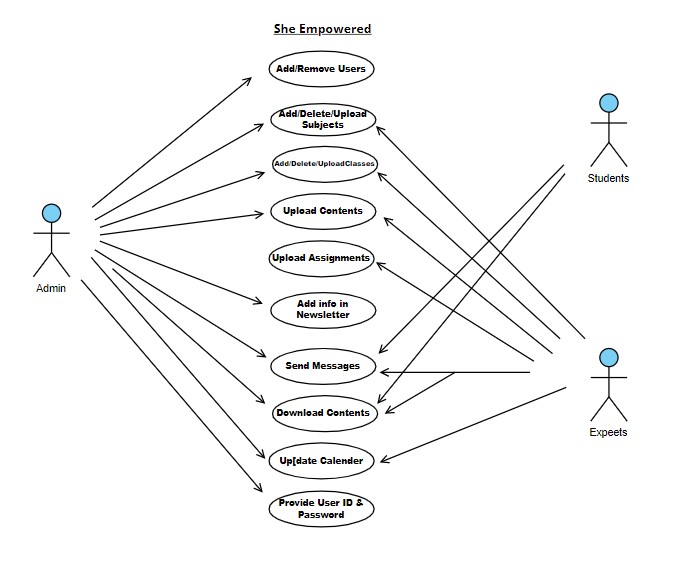 She Empowered
Add/Remove Users
Add/Delete/Upload
Subjects
Students
Add/Delete/UploadClasses
Upload Contents
Upload Assignments
Admin
Add info in
Newsletter
Send Messages
Download Contents
Expeets
Up[date Calender
Provide User ID &
Password